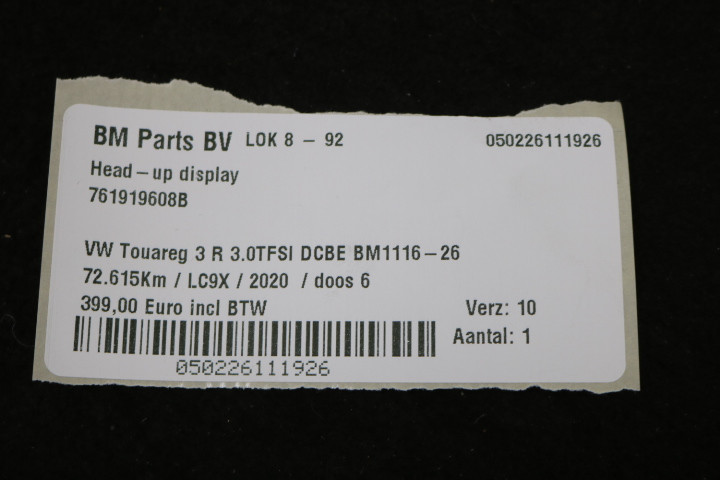 BM Parts BV LOK 8 - 92 050226111926
Head-up display
761919608B
VW Touareg 3 R 3.0TFSI DCBE BM1116-26
72.615Km / LC9X / 2020 / doos 6
399,00 Euro incl BTW Verz: 10
Aantal: 1
050226111926